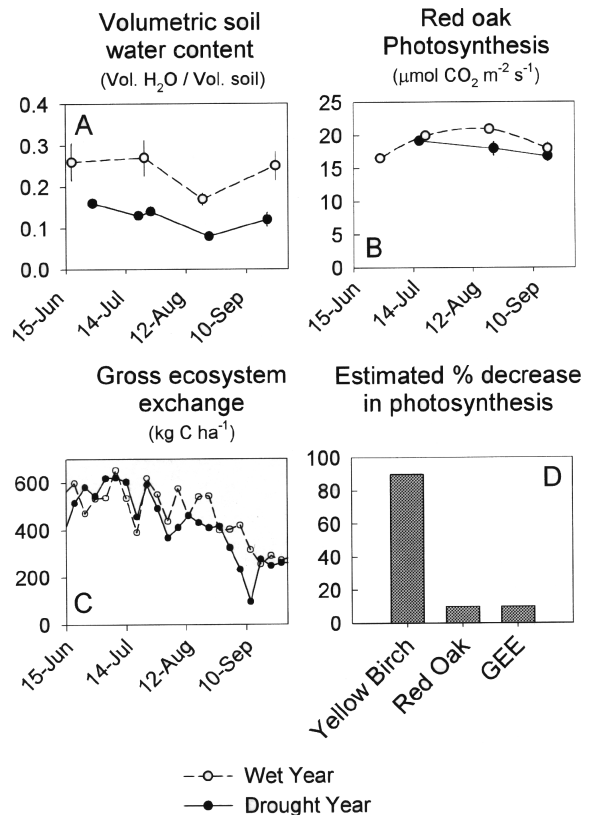 Volumetric soil
water content
(Vol. H₂O / Vol. soil)
0.4
0.3
0.2
0.1
0.0
A
15-Jun
14-Jul
12-Aug
10-Sep
Red oak
Photosynthesis
(μmol CO₂ m⁻² s⁻¹)
25
20
15
10
5
0
B
15-Jun
14-Jul
12-Aug
10-Sep
Gross ecosystem
exchange
(kg C ha⁻¹)
600
400
200
0
C
15-Jun
14-Jul
12-Aug
10-Sep
Estimated % decrease
in photosynthesis
100
80
60
40
20
0
D
Yellow Birch
Red Oak
GEE
Wet Year
Drought Year